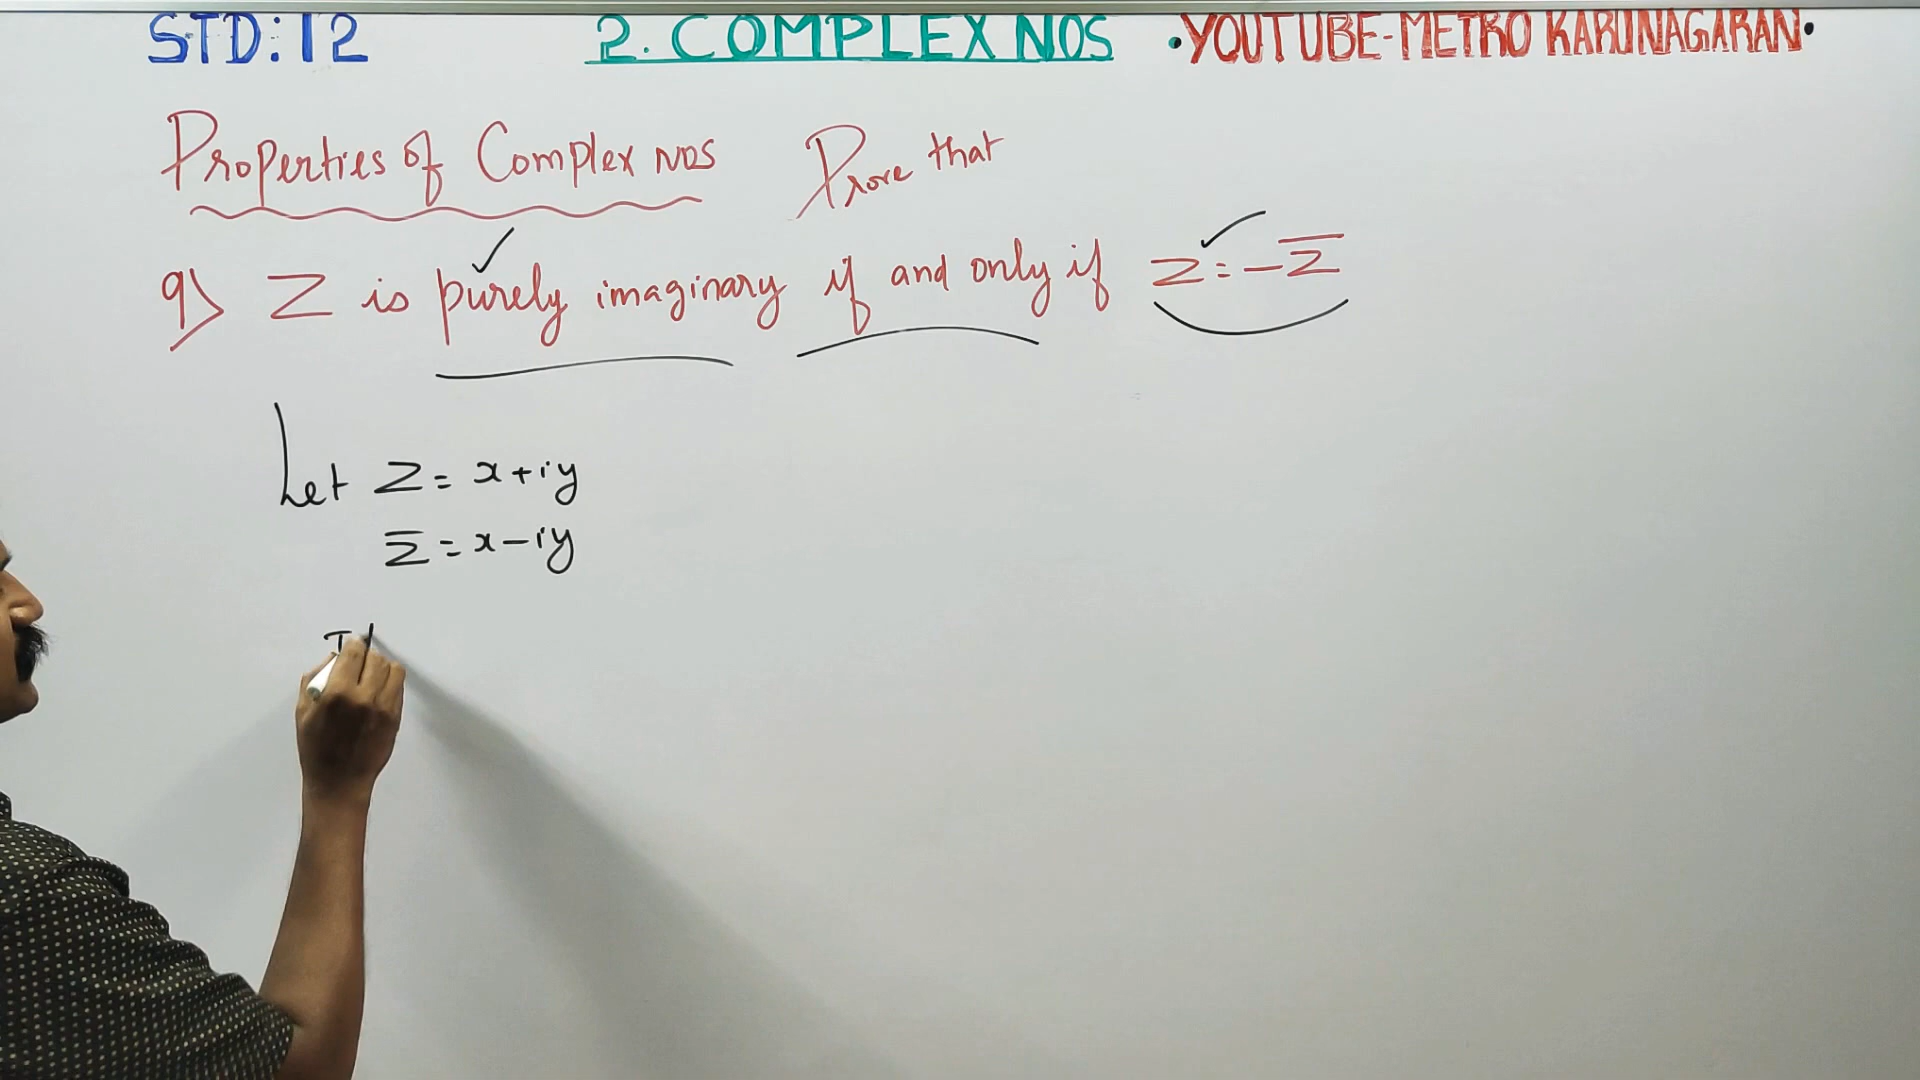 STD: 12 2. COMPLEX NOS •YOUTUBE-METRO KARUNAGARAN•
Properties of Complex nos Prove that
9) Z is purely imaginary if and only if Z = -Z̅
Let Z = x+iy
Z̅ = x-iy